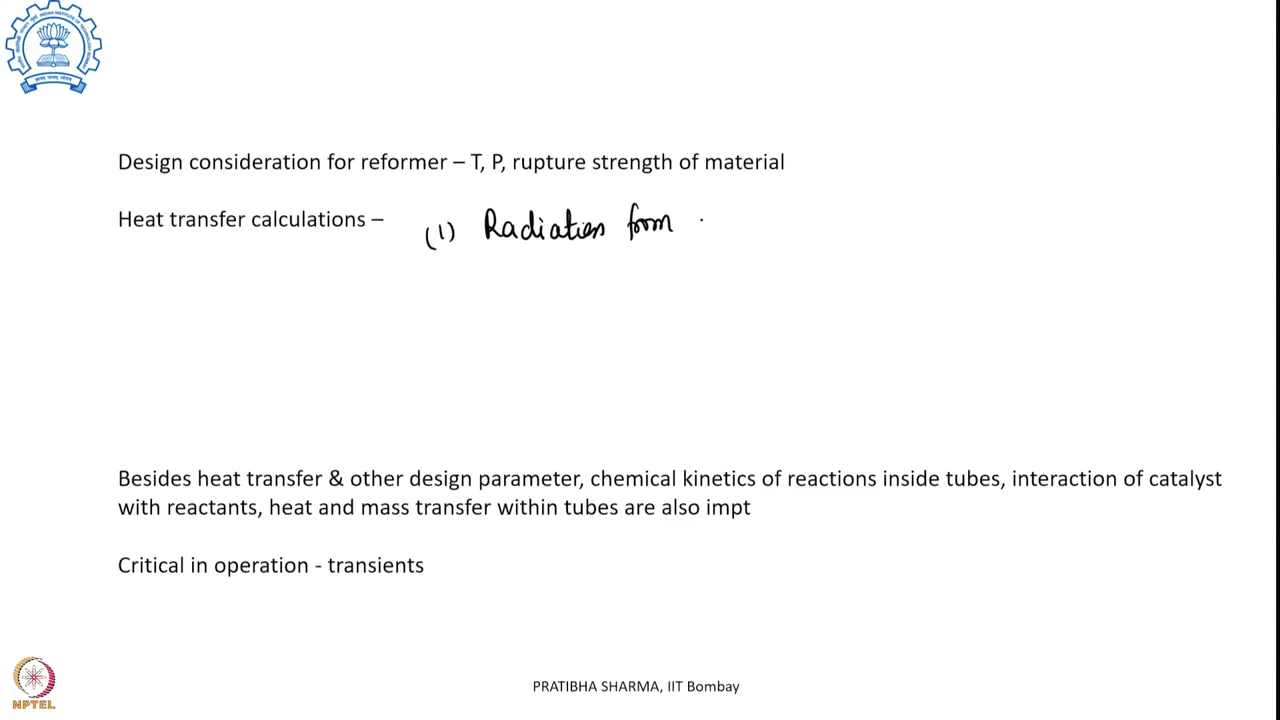 Design consideration for reformer – T, P, rupture strength of material
Heat transfer calculations –
(1) Radiation form
Besides heat transfer & other design parameter, chemical kinetics of reactions inside tubes, interaction of catalyst
with reactants, heat and mass transfer within tubes are also impt
Critical in operation - transients
PRATIBHA SHARMA, IIT Bombay
NPTEL